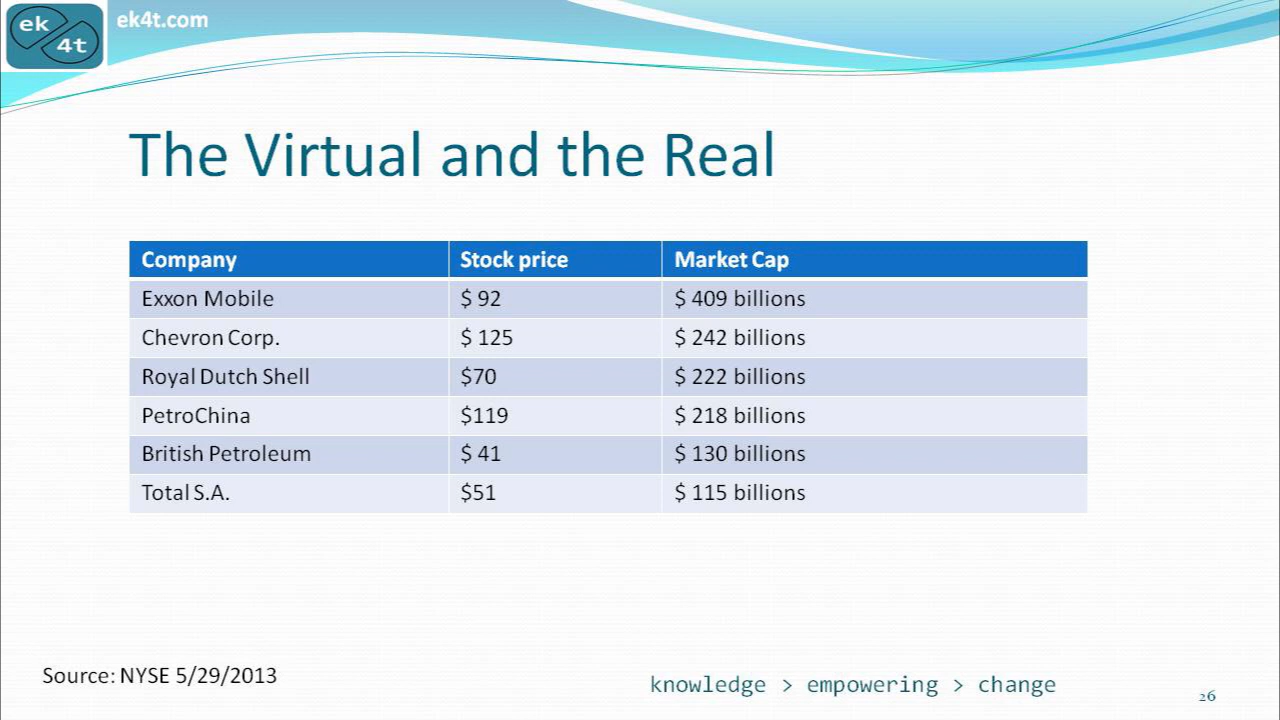 ek
4t
ek4t.com
The Virtual and the Real
Company Stock price Market Cap
Exxon Mobile $ 92 $ 409 billions
Chevron Corp. $ 125 $ 242 billions
Royal Dutch Shell $70 $ 222 billions
PetroChina $119 $ 218 billions
British Petroleum $ 41 $ 130 billions
Total S.A. $51 $ 115 billions
Source: NYSE 5/29/2013
knowledge > empowering > change
26